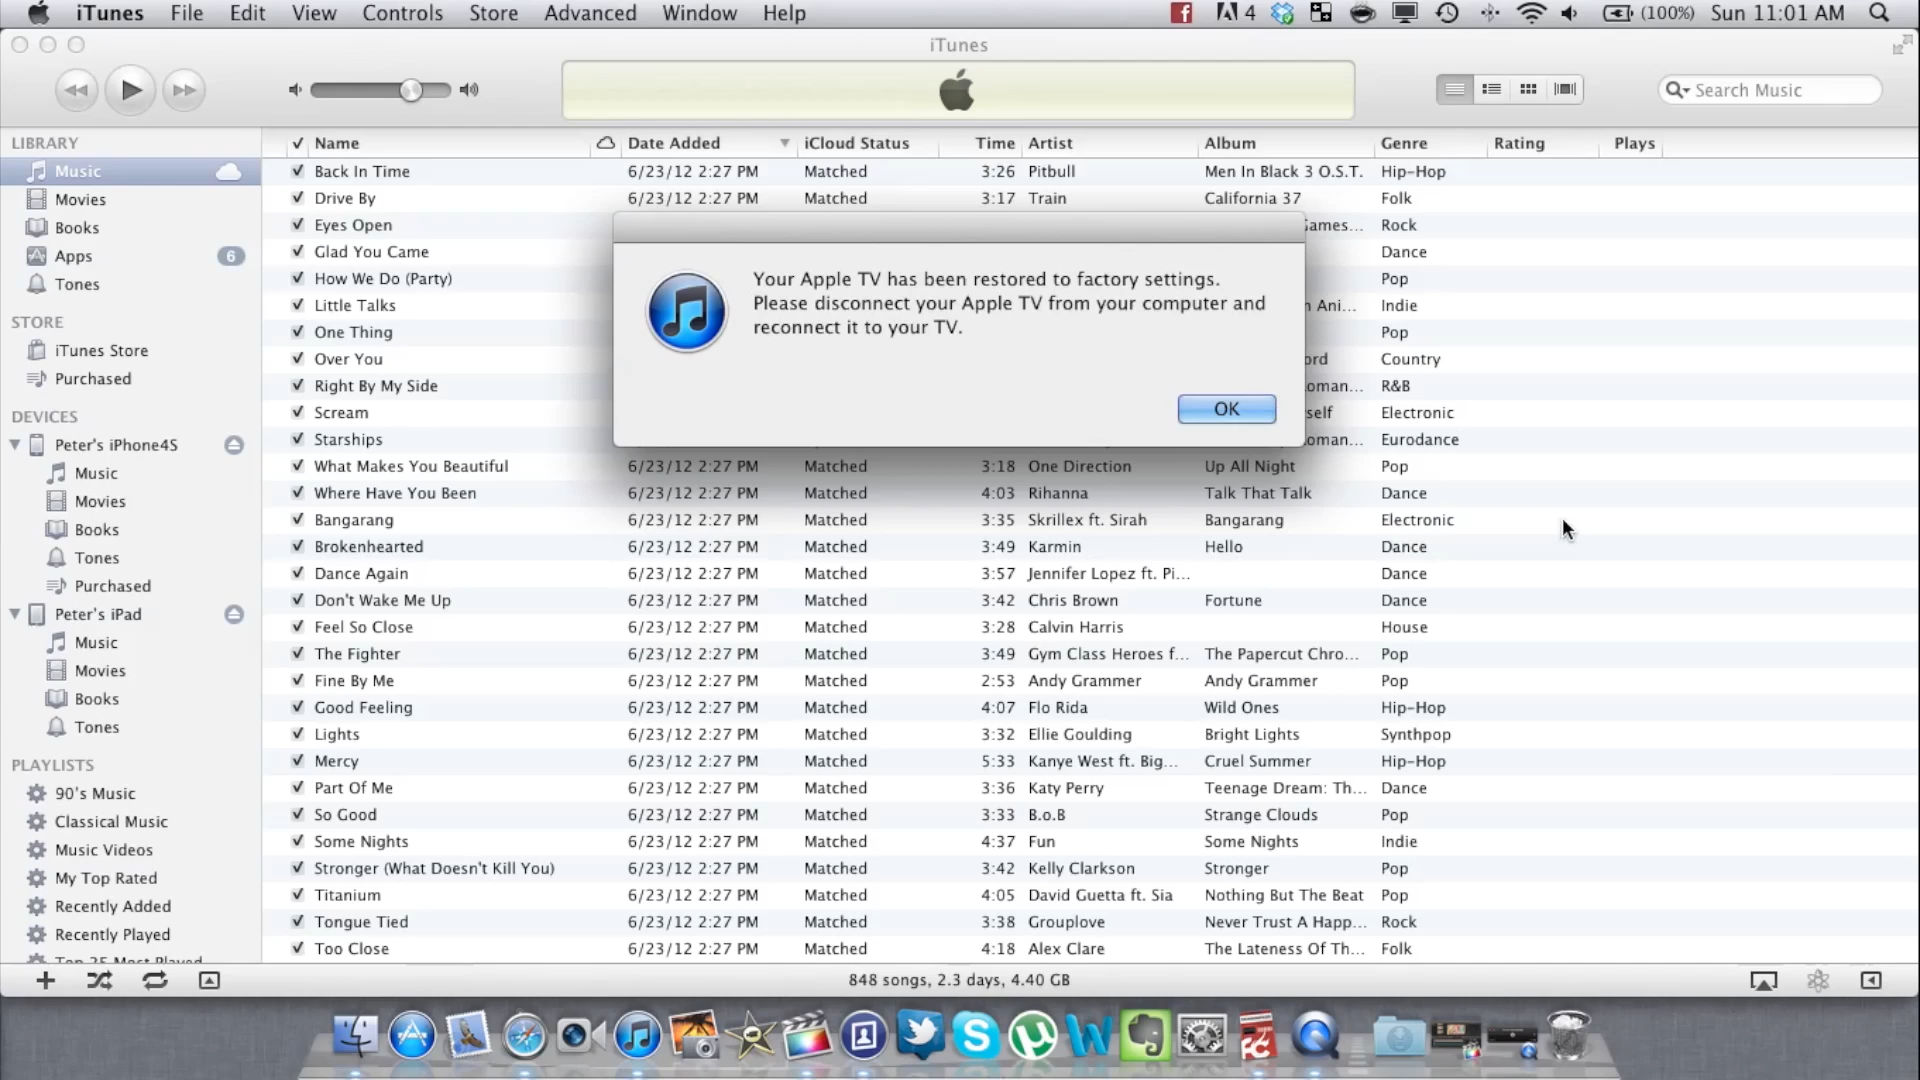 iTunes File Edit View Controls Store Advanced Window Help 4 (100%) Sun 11:01 AM
iTunes
Search Music
LIBRARY
Music
Movies
Books
Apps 6
Tones
STORE
iTunes Store
Purchased
DEVICES
Peter's iPhone4S
Music
Movies
Books
Tones
Purchased
Peter's iPad
Music
Movies
Books
Tones
PLAYLISTS
90's Music
Classical Music
Music Videos
My Top Rated
Recently Added
Recently Played
Top 25 Most Played
✓ Name Date Added iCloud Status Time Artist Album Genre Rating Plays
Back In Time 6/23/12 2:27 PM Matched 3:26 Pitbull Men In Black 3 O.S.T. Hip-Hop
Drive By 6/23/12 2:27 PM Matched 3:17 Train California 37 Folk
Eyes Open Games... Rock
Glad You Came Dance
How We Do (Party) Pop
Little Talks Ani... Indie
One Thing Pop
Over You Country
Right By My Side R&B
Scream Electronic
Starships Eurodance
What Makes You Beautiful 6/23/12 2:27 PM Matched 3:18 One Direction Up All Night Pop
Where Have You Been 6/23/12 2:27 PM Matched 4:03 Rihanna Talk That Talk Dance
Bangarang 6/23/12 2:27 PM Matched 3:35 Skrillex ft. Sirah Bangarang Electronic
Brokenhearted 6/23/12 2:27 PM Matched 3:49 Karmin Hello Dance
Dance Again 6/23/12 2:27 PM Matched 3:57 Jennifer Lopez ft. Pi... Dance
Don't Wake Me Up 6/23/12 2:27 PM Matched 3:42 Chris Brown Fortune Dance
Feel So Close 6/23/12 2:27 PM Matched 3:28 Calvin Harris House
The Fighter 6/23/12 2:27 PM Matched 3:49 Gym Class Heroes f... The Papercut Chro... Pop
Fine By Me 6/23/12 2:27 PM Matched 2:53 Andy Grammer Andy Grammer Pop
Good Feeling 6/23/12 2:27 PM Matched 4:07 Flo Rida Wild Ones Hip-Hop
Lights 6/23/12 2:27 PM Matched 3:32 Ellie Goulding Bright Lights Synthpop
Mercy 6/23/12 2:27 PM Matched 5:33 Kanye West ft. Big... Cruel Summer Hip-Hop
Part Of Me 6/23/12 2:27 PM Matched 3:36 Katy Perry Teenage Dream: Th... Dance
So Good 6/23/12 2:27 PM Matched 3:33 B.o.B Strange Clouds Pop
Some Nights 6/23/12 2:27 PM Matched 4:37 Fun Some Nights Indie
Stronger (What Doesn't Kill You) 6/23/12 2:27 PM Matched 3:42 Kelly Clarkson Stronger Pop
Titanium 6/23/12 2:27 PM Matched 4:05 David Guetta ft. Sia Nothing But The Beat Pop
Tongue Tied 6/23/12 2:27 PM Matched 3:38 Grouplove Never Trust A Happ... Rock
Too Close 6/23/12 2:27 PM Matched 4:18 Alex Clare The Lateness Of Th... Folk
Your Apple TV has been restored to factory settings.
Please disconnect your Apple TV from your computer and
reconnect it to your TV.
OK
848 songs, 2.3 days, 4.40 GB